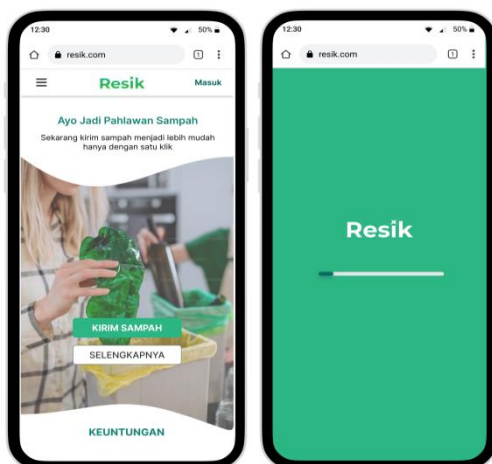 12:30
50%
resik.com
1
Resik
Masuk
Ayo Jadi Pahlawan Sampah
Sekarang kirim sampah menjadi lebih mudah
hanya dengan satu klik
KIRIM SAMPAH
SELENGKAPNYA
KEUNTUNGAN
12:30
50%
resik.com
1
Resik